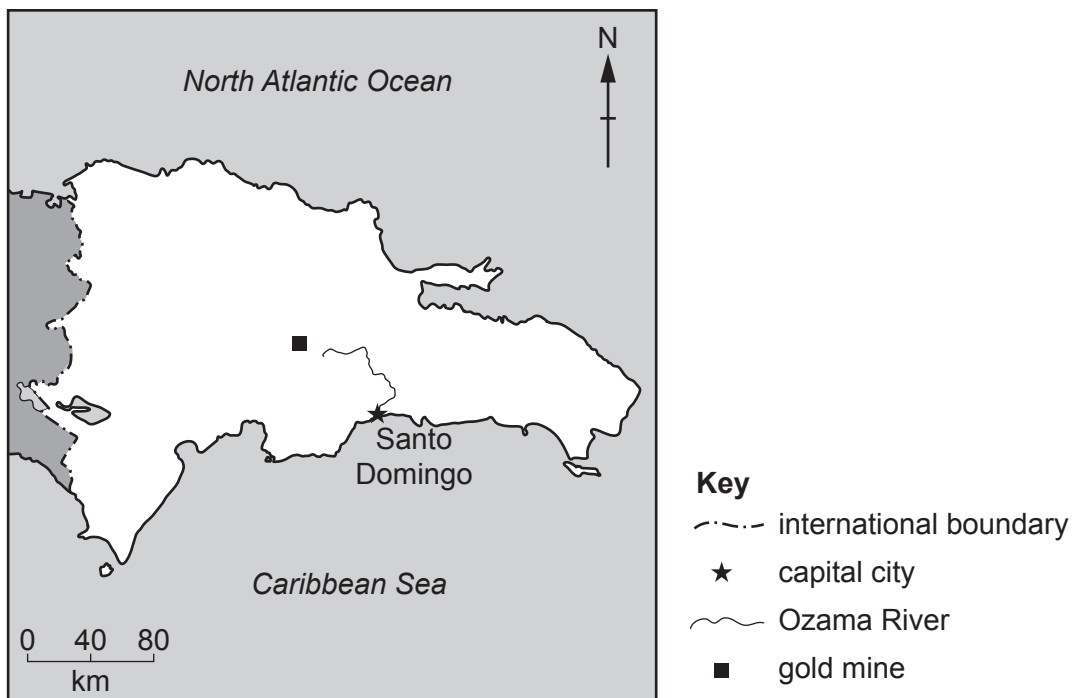 North Atlantic Ocean
N
Santo
Domingo
Caribbean Sea
0 40 80
km
Key
international boundary
capital city
Ozama River
gold mine